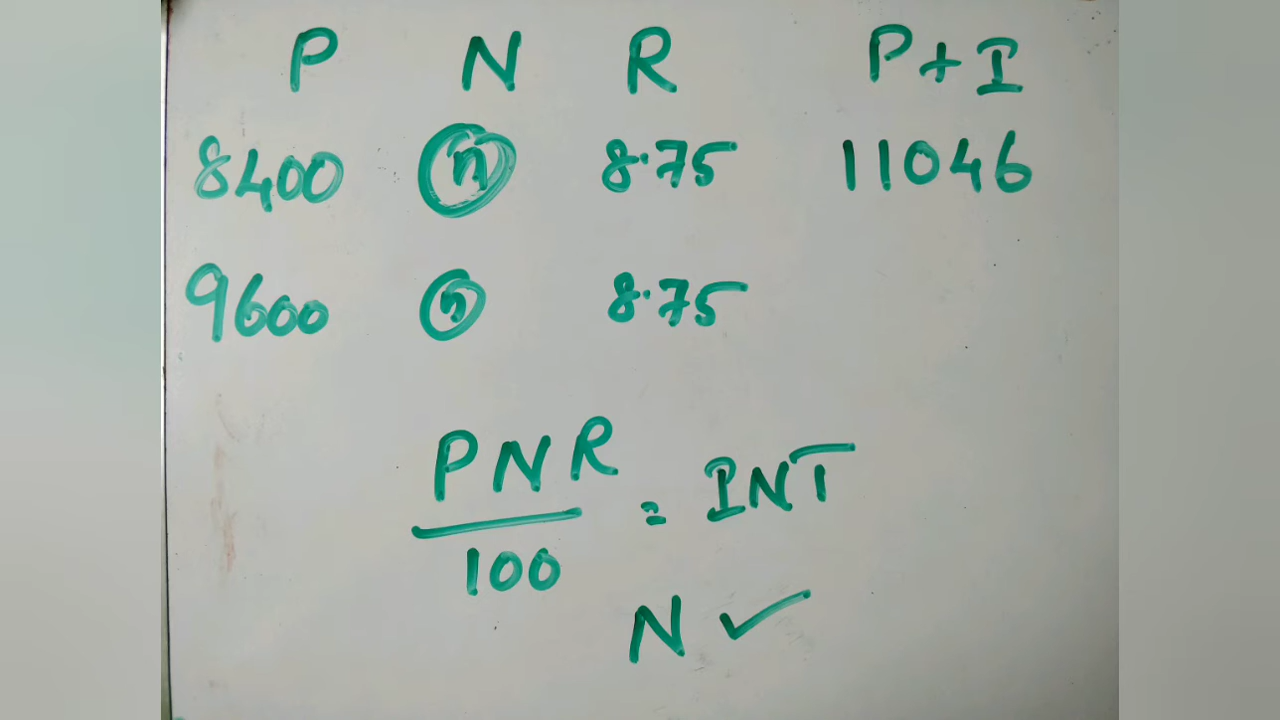 P N R P+I
8400 n 8.75 11046
9600 n 8.75
PNR
100
= INT
N ✓